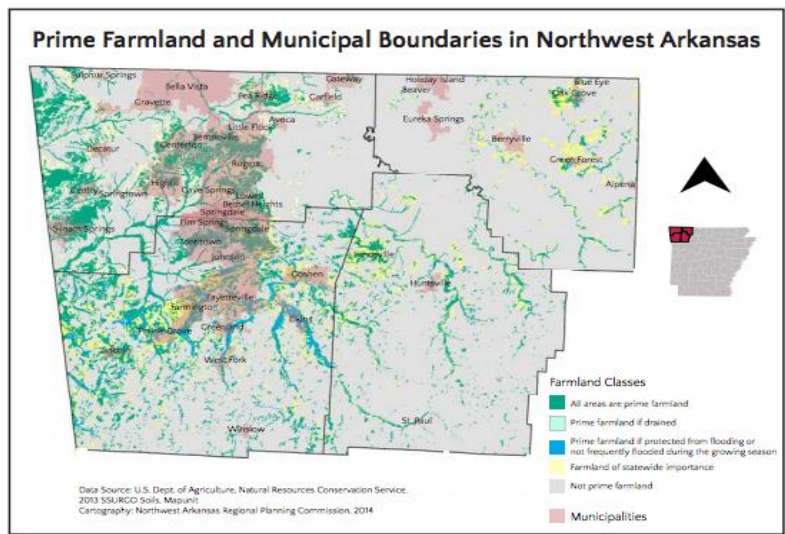 Prime Farmland and Municipal Boundaries in Northwest Arkansas
Sulphur Springs
Bella Vista
Gateway
Holiday Island
Blue Eye
Pea Ridge
Beaver
Oak Grove
Gravette
Garfield
Avoca
Eureka Springs
Little Flock
Bentonville
Berryville
Centerton
Decatur
Rogers
Green Forest
Highfill
Cave Springs
Alpena
Gentry
Springtown
Lowell
Bethel Heights
Springdale
Elm Springs
Siloam Springs
Springdale
Tontitown
Johnson
Hindsville
Goshen
Huntsville
Fayetteville
Farmington
Elkins
Prairie Grove
Greenland
Lincoln
West Fork
St. Paul
Winslow
Farmland Classes
All areas are prime farmland
Prime farmland if drained
Prime farmland if protected from flooding or
not frequently flooded during the growing season
Farmland of statewide importance
Not prime farmland
Municipalities
Data Source: U.S. Dept. of Agriculture, Natural Resources Conservation Service,
2013 SSURGO Soils, Mapunit
Cartography: Northwest Arkansas Regional Planning Commission, 2014